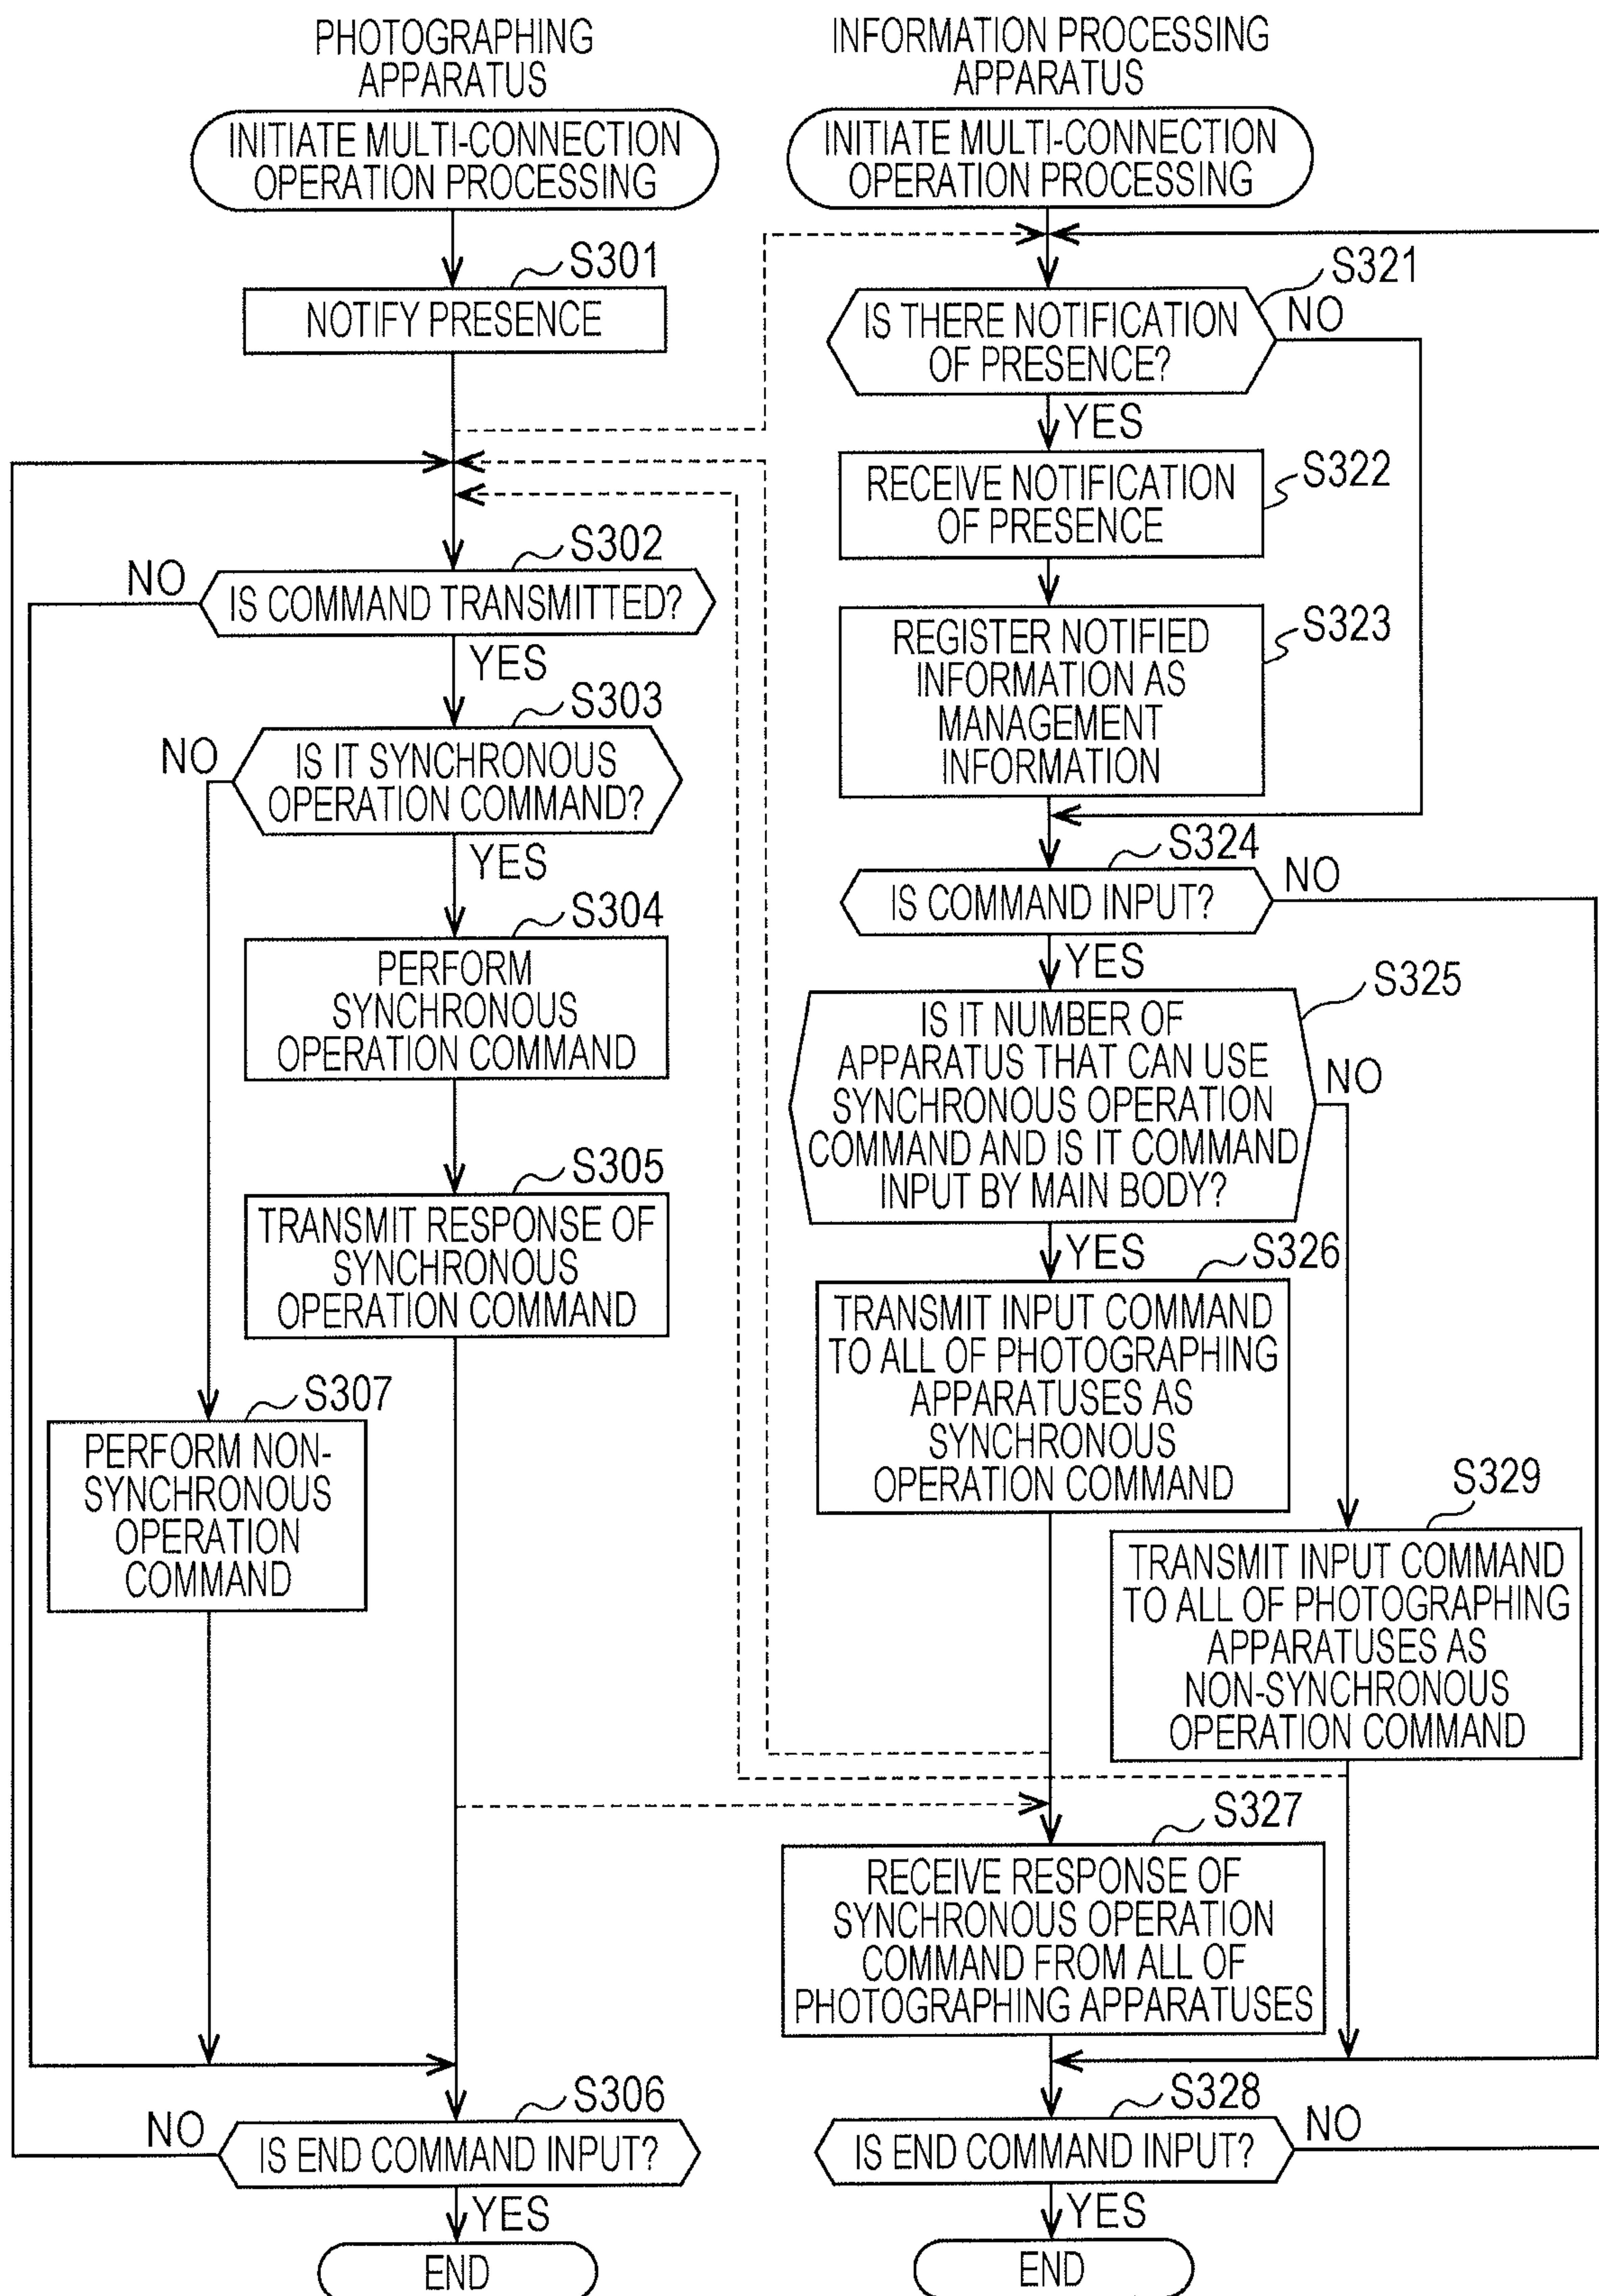 PHOTOGRAPHING
APPARATUS
INITIATE MULTI-CONNECTION
OPERATION PROCESSING
S301
NOTIFY PRESENCE
S302
NO
IS COMMAND TRANSMITTED?
YES
S303
NO
IS IT SYNCHRONOUS
OPERATION COMMAND?
YES
S304
PERFORM
SYNCHRONOUS
OPERATION COMMAND
S305
TRANSMIT RESPONSE OF
SYNCHRONOUS
OPERATION COMMAND
S307
PERFORM NON-
SYNCHRONOUS
OPERATION
COMMAND
S306
NO
IS END COMMAND INPUT?
YES
END
INFORMATION PROCESSING
APPARATUS
INITIATE MULTI-CONNECTION
OPERATION PROCESSING
S321
IS THERE NOTIFICATION
OF PRESENCE?
NO
YES
S322
RECEIVE NOTIFICATION
OF PRESENCE
S323
REGISTER NOTIFIED
INFORMATION AS
MANAGEMENT
INFORMATION
S324
NO
IS COMMAND INPUT?
YES
S325
IS IT NUMBER OF
APPARATUS THAT CAN USE
SYNCHRONOUS OPERATION
COMMAND AND IS IT COMMAND
INPUT BY MAIN BODY?
NO
YES
S326
TRANSMIT INPUT COMMAND
TO ALL OF PHOTOGRAPHING
APPARATUSES AS
SYNCHRONOUS
OPERATION COMMAND
S329
TRANSMIT INPUT COMMAND
TO ALL OF PHOTOGRAPHING
APPARATUSES AS
NON-SYNCHRONOUS
OPERATION COMMAND
S327
RECEIVE RESPONSE OF
SYNCHRONOUS OPERATION
COMMAND FROM ALL OF
PHOTOGRAPHING APPARATUSES
S328
NO
IS END COMMAND INPUT?
YES
END